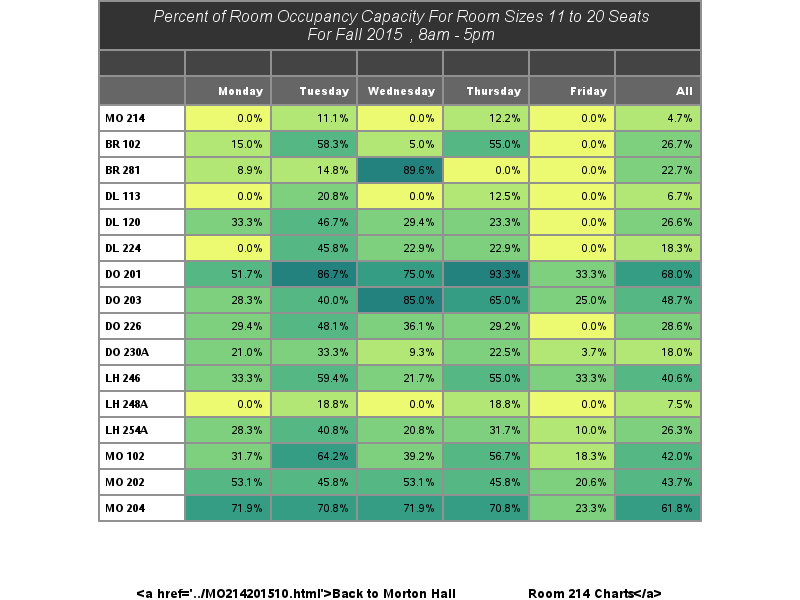 Percent of Room Occupancy Capacity For Room Sizes 11 to 20 Seats
For Fall 2015 , 8am - 5pm
Monday Tuesday Wednesday Thursday Friday All
MO 214 0.0% 11.1% 0.0% 12.2% 0.0% 4.7%
BR 102 15.0% 58.3% 5.0% 55.0% 0.0% 26.7%
BR 281 8.9% 14.8% 89.6% 0.0% 0.0% 22.7%
DL 113 0.0% 20.8% 0.0% 12.5% 0.0% 6.7%
DL 120 33.3% 46.7% 29.4% 23.3% 0.0% 26.6%
DL 224 0.0% 45.8% 22.9% 22.9% 0.0% 18.3%
DO 201 51.7% 86.7% 75.0% 93.3% 33.3% 68.0%
DO 203 28.3% 40.0% 85.0% 65.0% 25.0% 48.7%
DO 226 29.4% 48.1% 36.1% 29.2% 0.0% 28.6%
DO 230A 21.0% 33.3% 9.3% 22.5% 3.7% 18.0%
LH 246 33.3% 59.4% 21.7% 55.0% 33.3% 40.6%
LH 248A 0.0% 18.8% 0.0% 18.8% 0.0% 7.5%
LH 254A 28.3% 40.8% 20.8% 31.7% 10.0% 26.3%
MO 102 31.7% 64.2% 39.2% 56.7% 18.3% 42.0%
MO 202 53.1% 45.8% 53.1% 45.8% 20.6% 43.7%
MO 204 71.9% 70.8% 71.9% 70.8% 23.3% 61.8%
<a href='../MO214201510.html'>Back to Morton Hall Room 214 Charts</a>